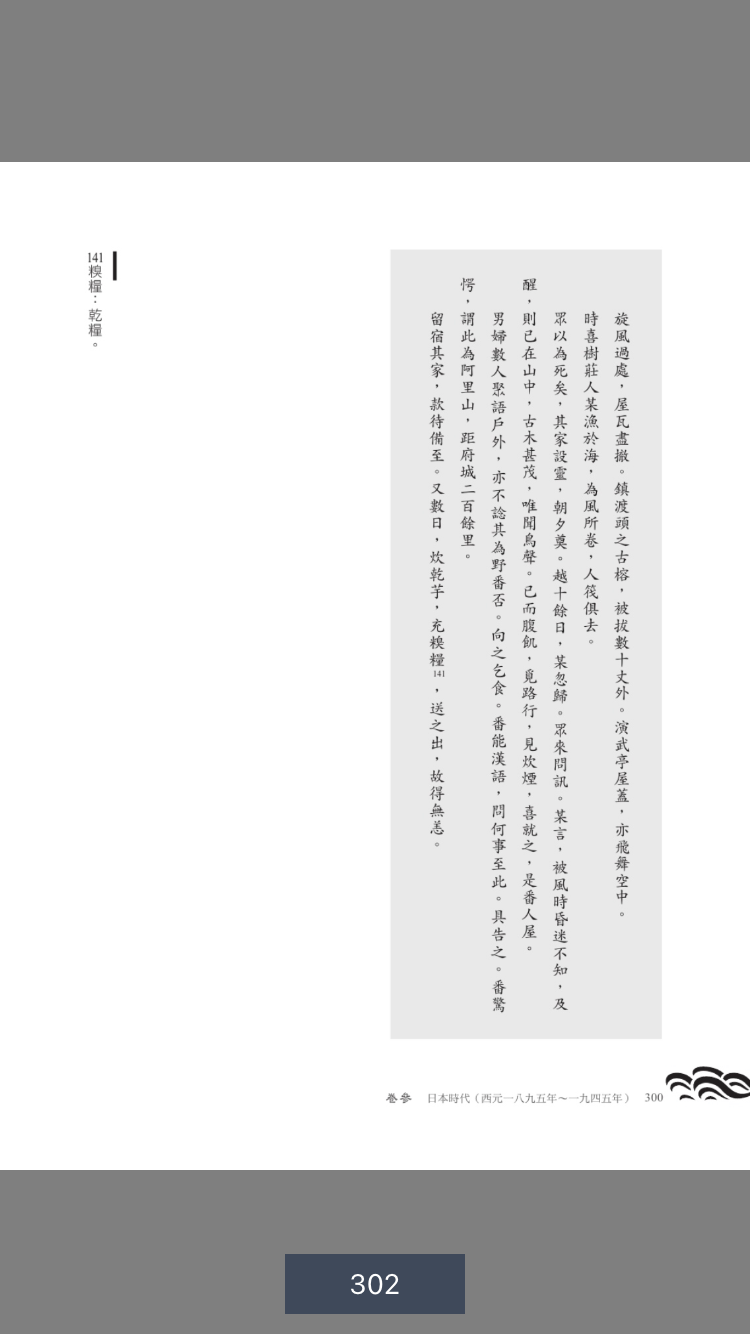 旋風過處，屋瓦盡撤。鎮渡頭之古榕，被拔數十丈外。演武亭屋蓋，亦飛舞空中。
時喜樹莊人某漁於海，為風所卷，人筏俱去。
眾以為死矣，其家設靈，朝夕奠。越十餘日，某忽歸。眾來問訊。某言，被風時昏迷不知，及
醒，則已在山中，古木甚茂，唯聞鳥聲。已而腹飢，覓路行，見炊煙，喜就之，是番人屋。
男婦數人聚語戶外，亦不諗其為野番否。向之乞食。番能漢語，問何事至此。具告之。番驚
愕，謂此為阿里山，距府城二百餘里。
留宿其家，款待備至。又數日，炊乾芋，充糗糧141，送之出，故得無恙。
141糗糧：乾糧。
卷參 日本時代（西元一八九五年～一九四五年） 300
302